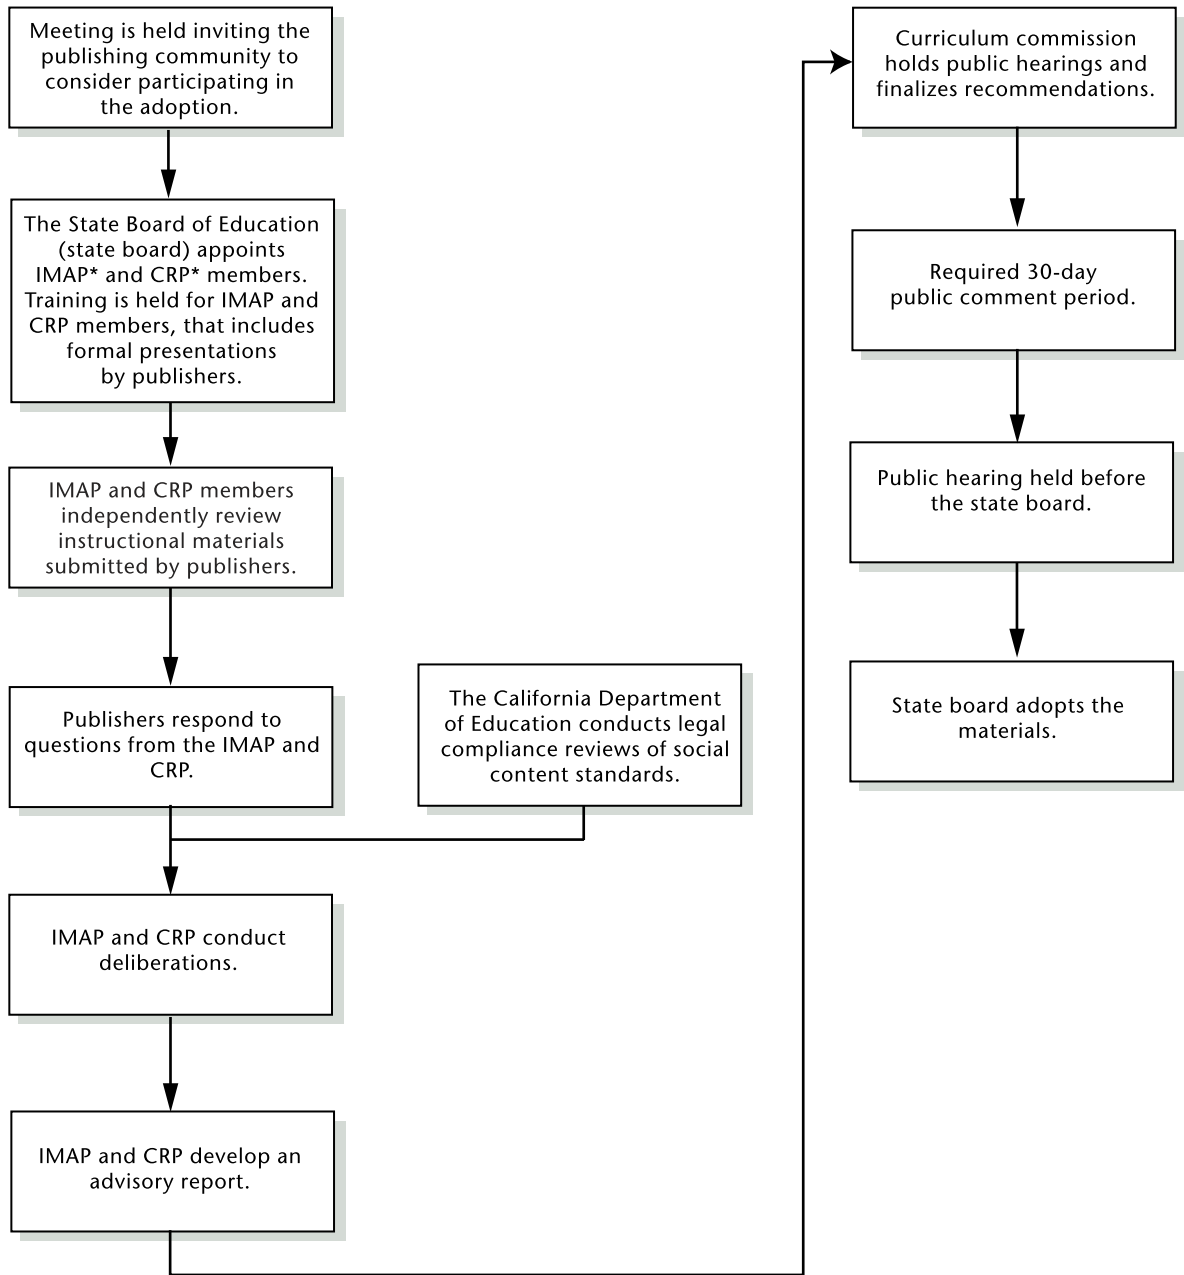 Meeting is held inviting the
publishing community to
consider participating in
the adoption.
The State Board of Education
(state board) appoints
IMAP* and CRP* members.
Training is held for IMAP and
CRP members, that includes
formal presentations
by publishers.
IMAP and CRP members
independently review
instructional materials
submitted by publishers.
Publishers respond to
questions from the IMAP and
CRP.
The California Department
of Education conducts legal
compliance reviews of social
content standards.
IMAP and CRP conduct
deliberations.
IMAP and CRP develop an
advisory report.
Curriculum commission
holds public hearings and
finalizes recommendations.
Required 30-day
public comment period.
Public hearing held before
the state board.
State board adopts the
materials.